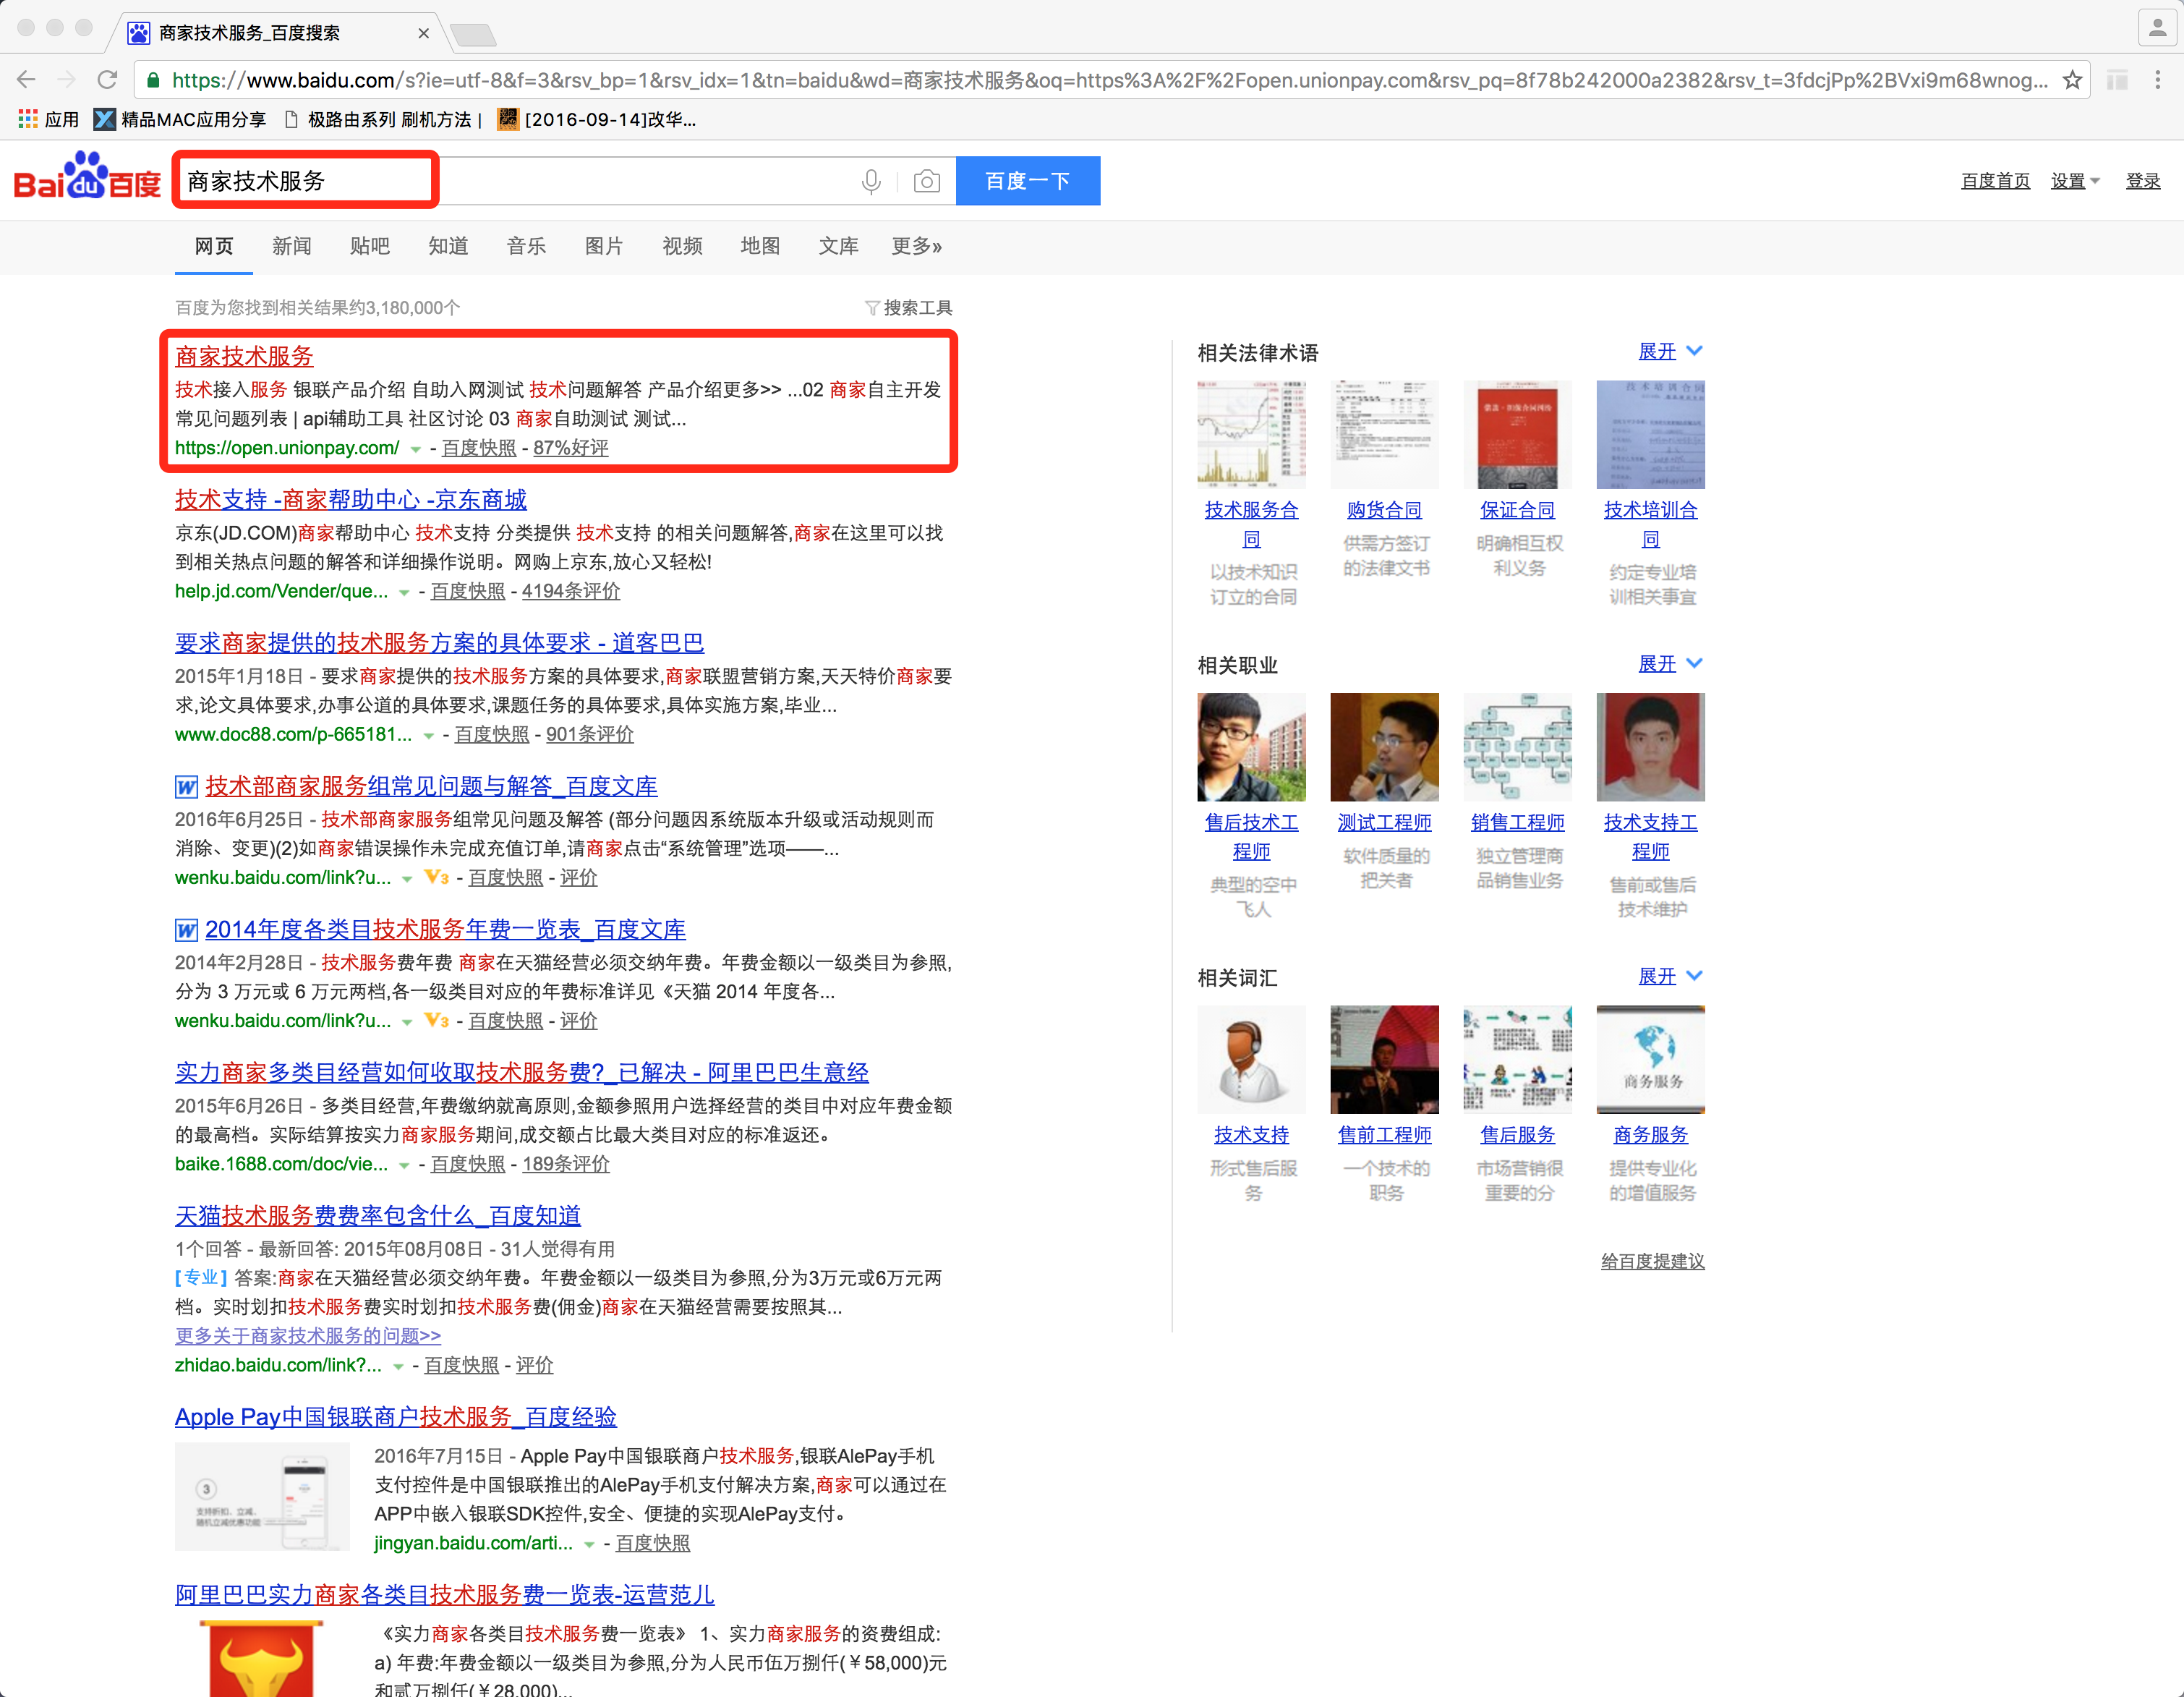 商家技术服务_百度搜索
https://www.baidu.com/s?ie=utf-8&f=3&rsv_bp=1&rsv_idx=1&tn=baidu&wd=商家技术服务&oq=https%3A%2F%2Fopen.unionpay.com&rsv_pq=8f78b242000a2382&rsv_t=3fdcjPp%2BVxi9m68wnog...
应用 精品MAC应用分享 极路由系列 刷机方法 | [2016-09-14]改华...
Baidu百度 商家技术服务 百度一下 百度首页 设置 登录
网页 新闻 贴吧 知道 音乐 图片 视频 地图 文库 更多»
百度为您找到相关结果约3,180,000个 搜索工具
商家技术服务
技术接入服务 银联产品介绍 自助入网测试 技术问题解答 产品介绍更多>> ...02 商家自主开发
常见问题列表 | api辅助工具 社区讨论 03 商家自助测试 测试...
https://open.unionpay.com/ - 百度快照 - 87%好评
技术支持 -商家帮助中心 -京东商城
京东(JD.COM)商家帮助中心 技术支持 分类提供 技术支持 的相关问题解答,商家在这里可以找
到相关热点问题的解答和详细操作说明。网购上京东,放心又轻松!
help.jd.com/Vender/que... - 百度快照 - 4194条评价
要求商家提供的技术服务方案的具体要求 - 道客巴巴
2015年1月18日 - 要求商家提供的技术服务方案的具体要求,商家联盟营销方案,天天特价商家要
求,论文具体要求,办事公道的具体要求,课题任务的具体要求,具体实施方案,毕业...
www.doc88.com/p-665181... - 百度快照 - 901条评价
W 技术部商家服务组常见问题与解答_百度文库
2016年6月25日 - 技术部商家服务组常见问题及解答 (部分问题因系统版本升级或活动规则而
消除、变更)(2)如商家错误操作未完成充值订单,请商家点击“系统管理”选项——...
wenku.baidu.com/link?u... V3 - 百度快照 - 评价
W 2014年度各类目技术服务年费一览表_百度文库
2014年2月28日 - 技术服务费年费 商家在天猫经营必须交纳年费。年费金额以一级类目为参照,
分为 3 万元或 6 万元两档,各一级类目对应的年费标准详见《天猫 2014 年度各...
wenku.baidu.com/link?u... V3 - 百度快照 - 评价
实力商家多类目经营如何收取技术服务费?_已解决 - 阿里巴巴生意经
2015年6月26日 - 多类目经营,年费缴纳就高原则,金额参照用户选择经营的类目中对应年费金额
的最高档。实际结算按实力商家服务期间,成交额占比最大类目对应的标准返还。
baike.1688.com/doc/vie... - 百度快照 - 189条评价
天猫技术服务费费率包含什么_百度知道
1个回答 - 最新回答: 2015年08月08日 - 31人觉得有用
[专业] 答案:商家在天猫经营必须交纳年费。年费金额以一级类目为参照,分为3万元或6万元两
档。实时划扣技术服务费实时划扣技术服务费(佣金)商家在天猫经营需要按照其...
更多关于商家技术服务的问题>>
zhidao.baidu.com/link?... - 百度快照 - 评价
Apple Pay中国银联商户技术服务_百度经验
3
支持折扣、立减、
随机立减优惠功能
2016年7月15日 - Apple Pay中国银联商户技术服务,银联AlePay手机
支付控件是中国银联推出的AlePay手机支付解决方案,商家可以通过在
APP中嵌入银联SDK控件,安全、便捷的实现AlePay支付。
jingyan.baidu.com/arti... - 百度快照
阿里巴巴实力商家各类目技术服务费一览表-运营范儿
《实力商家各类目技术服务费一览表》 1、实力商家服务的资费组成:
a) 年费:年费金额以一级类目为参照,分为人民币伍万捌仟(￥58,000)元
和贰万捌仟(￥28,000)...
相关法律术语 展开
技术培训合同
技术服务合 购货合同 保证合同 技术培训合
同 同
以技术知识 供需方签订 明确相互权 约定专业培
订立的合同 的法律文书 利义务 训相关事宜
相关职业 展开
售后技术工 测试工程师 销售工程师 技术支持工
程师 程师
典型的空中 软件质量的 独立管理商 售前或售后
飞人 把关者 品销售业务 技术维护
相关词汇 展开
商务服务
技术支持 售前工程师 售后服务 商务服务
形式售后服 一个技术的 市场营销很 提供专业化
务 职务 重要的分 的增值服务
给百度提建议